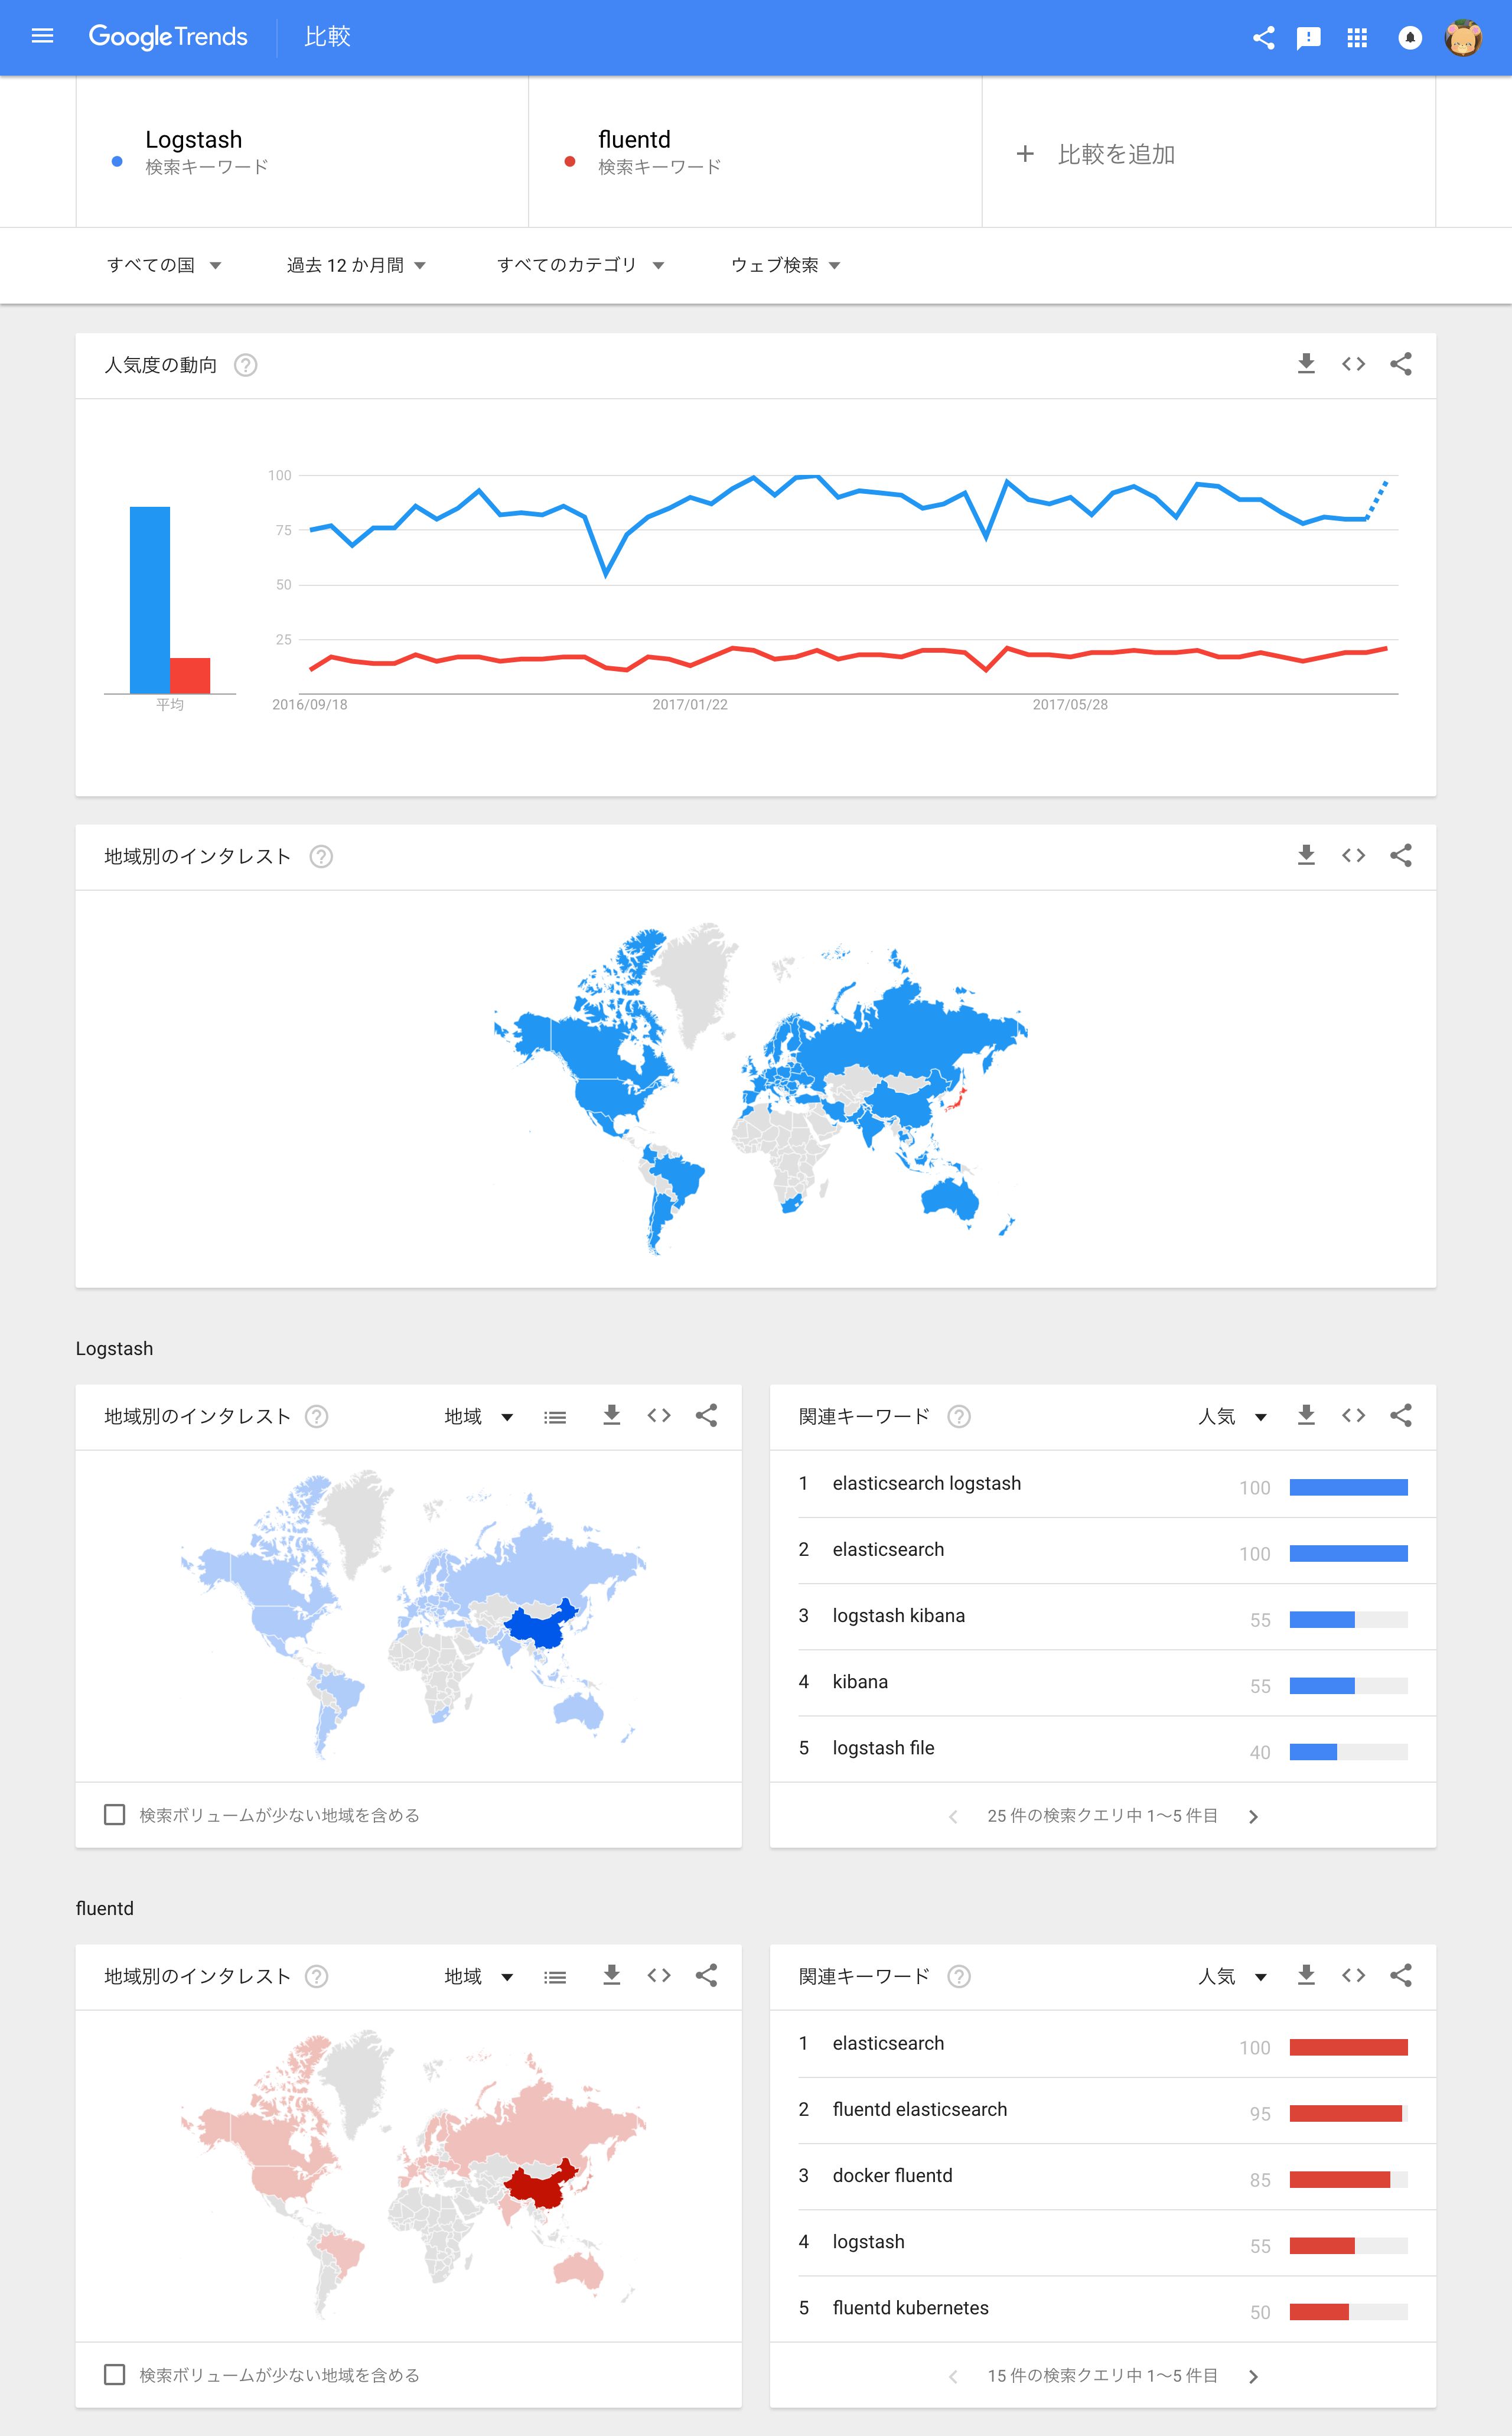 Google Trends 比較
Logstash
検索キーワード
fluentd
検索キーワード
+ 比較を追加
すべての国 過去 12 か月間 すべてのカテゴリ ウェブ検索
人気度の動向
100
75
50
25
平均
2016/09/18 2017/01/22 2017/05/28
地域別のインタレスト
Logstash
地域別のインタレスト 地域
検索ボリュームが少ない地域を含める
関連キーワード 人気
1 elasticsearch logstash 100
2 elasticsearch 100
3 logstash kibana 55
4 kibana 55
5 logstash file 40
25 件の検索クエリ中 1～5 件目
fluentd
地域別のインタレスト 地域
検索ボリュームが少ない地域を含める
関連キーワード 人気
1 elasticsearch 100
2 fluentd elasticsearch 95
3 docker fluentd 85
4 logstash 55
5 fluentd kubernetes 50
15 件の検索クエリ中 1～5 件目